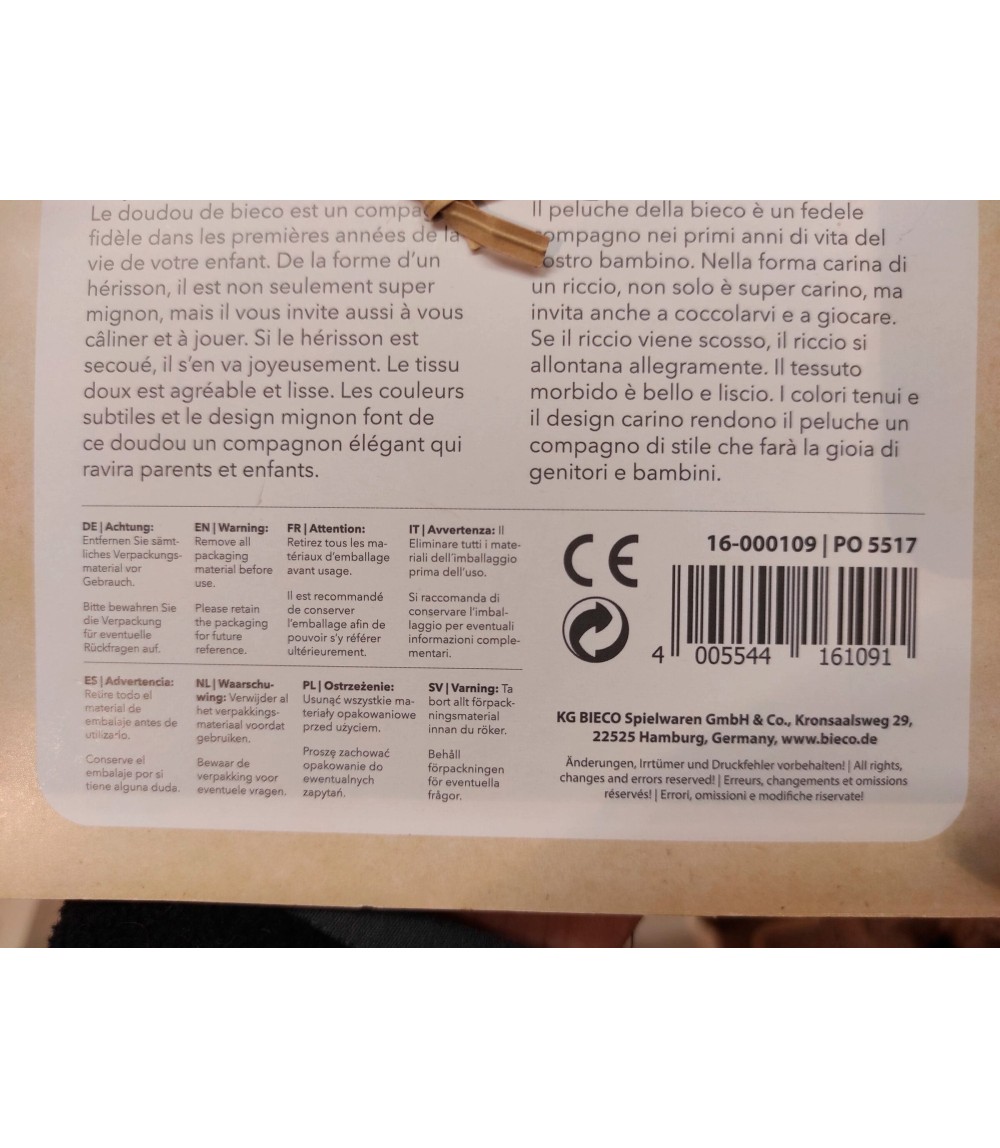 Le doudou de bieco est un
fidèle dans les premières années de la
vie de votre enfant. De la forme d'un
hérisson, il est non seulement super
mignon, mais il vous invite aussi à vous
câliner et à jouer. Si le hérisson est
secoué, il s'en va joyeusement. Le tissu
doux est agréable et lisse. Les couleurs
subtiles et le design mignon font de
ce doudou un compagnon élégant qui
ravira parents et enfants.
Il peluche della bieco è un fedele
compagno nei primi anni di vita del
vostro bambino. Nella forma carina di
un riccio, non solo è super carino, ma
invita anche a coccolarvi e a giocare.
Se il riccio viene scosso, il riccio si
allontana allegramente. Il tessuto
morbido è bello e liscio. I colori tenui e
il design carino rendono il peluche un
compagno di stile che farà la gioia di
genitori e bambini.
DE | Achtung:
Entfernen Sie sämt-
liches Verpackungs-
material vor
Gebrauch.
Bitte bewahren Sie
die Verpackung
für eventuelle
Rückfragen auf.
EN | Warning:
Remove all
packaging
material before
use.
Please retain
the packaging
for future
reference.
FR | Attention:
Retirez tous les ma-
tériaux d'emballage
avant usage.
Il est recommandé
de conserver
l'emballage afin de
pouvoir s'y référer
ultérieurement.
IT | Avvertenza: Il
Eliminare tutti i mate-
riali dell´imballaggio
prima dell'uso.
Si raccomanda di
conservare l'imbal-
laggio per eventuali
informazioni comple-
mentari.
ES | Advertencia:
Retire todo el
material de
embalaje antes de
utilizarlo.
Conserve el
embalaje por si
tiene alguna duda.
NL | Waarschu-
wing: Verwijder al
het verpakkings-
materiaal voordat
gebruiken.
Bewaar de
verpakking voor
eventuele vragen.
PL | Ostrzeżenie:
Usunąć wszystkie ma-
teriały opakowaniowe
przed użyciem.
Proszę zachować
opakowanie do
ewentualnych
zapytań.
SV | Varning: Ta
bort allt förpack-
ningsmaterial
innan du röker.
Behåll
förpackningen
för eventuella
frågor.
CE
16-000109 | PO 5517
4 005544 161091
KG BIECO Spielwaren GmbH & Co., Kronsaalsweg 29,
22525 Hamburg, Germany, www.bieco.de
Änderungen, Irrtümer und Druckfehler vorbehalten! | All rights,
changes and errors reserved! | Erreurs, changements et omissions
réservés! | Errori, omissioni e modifiche riservate!